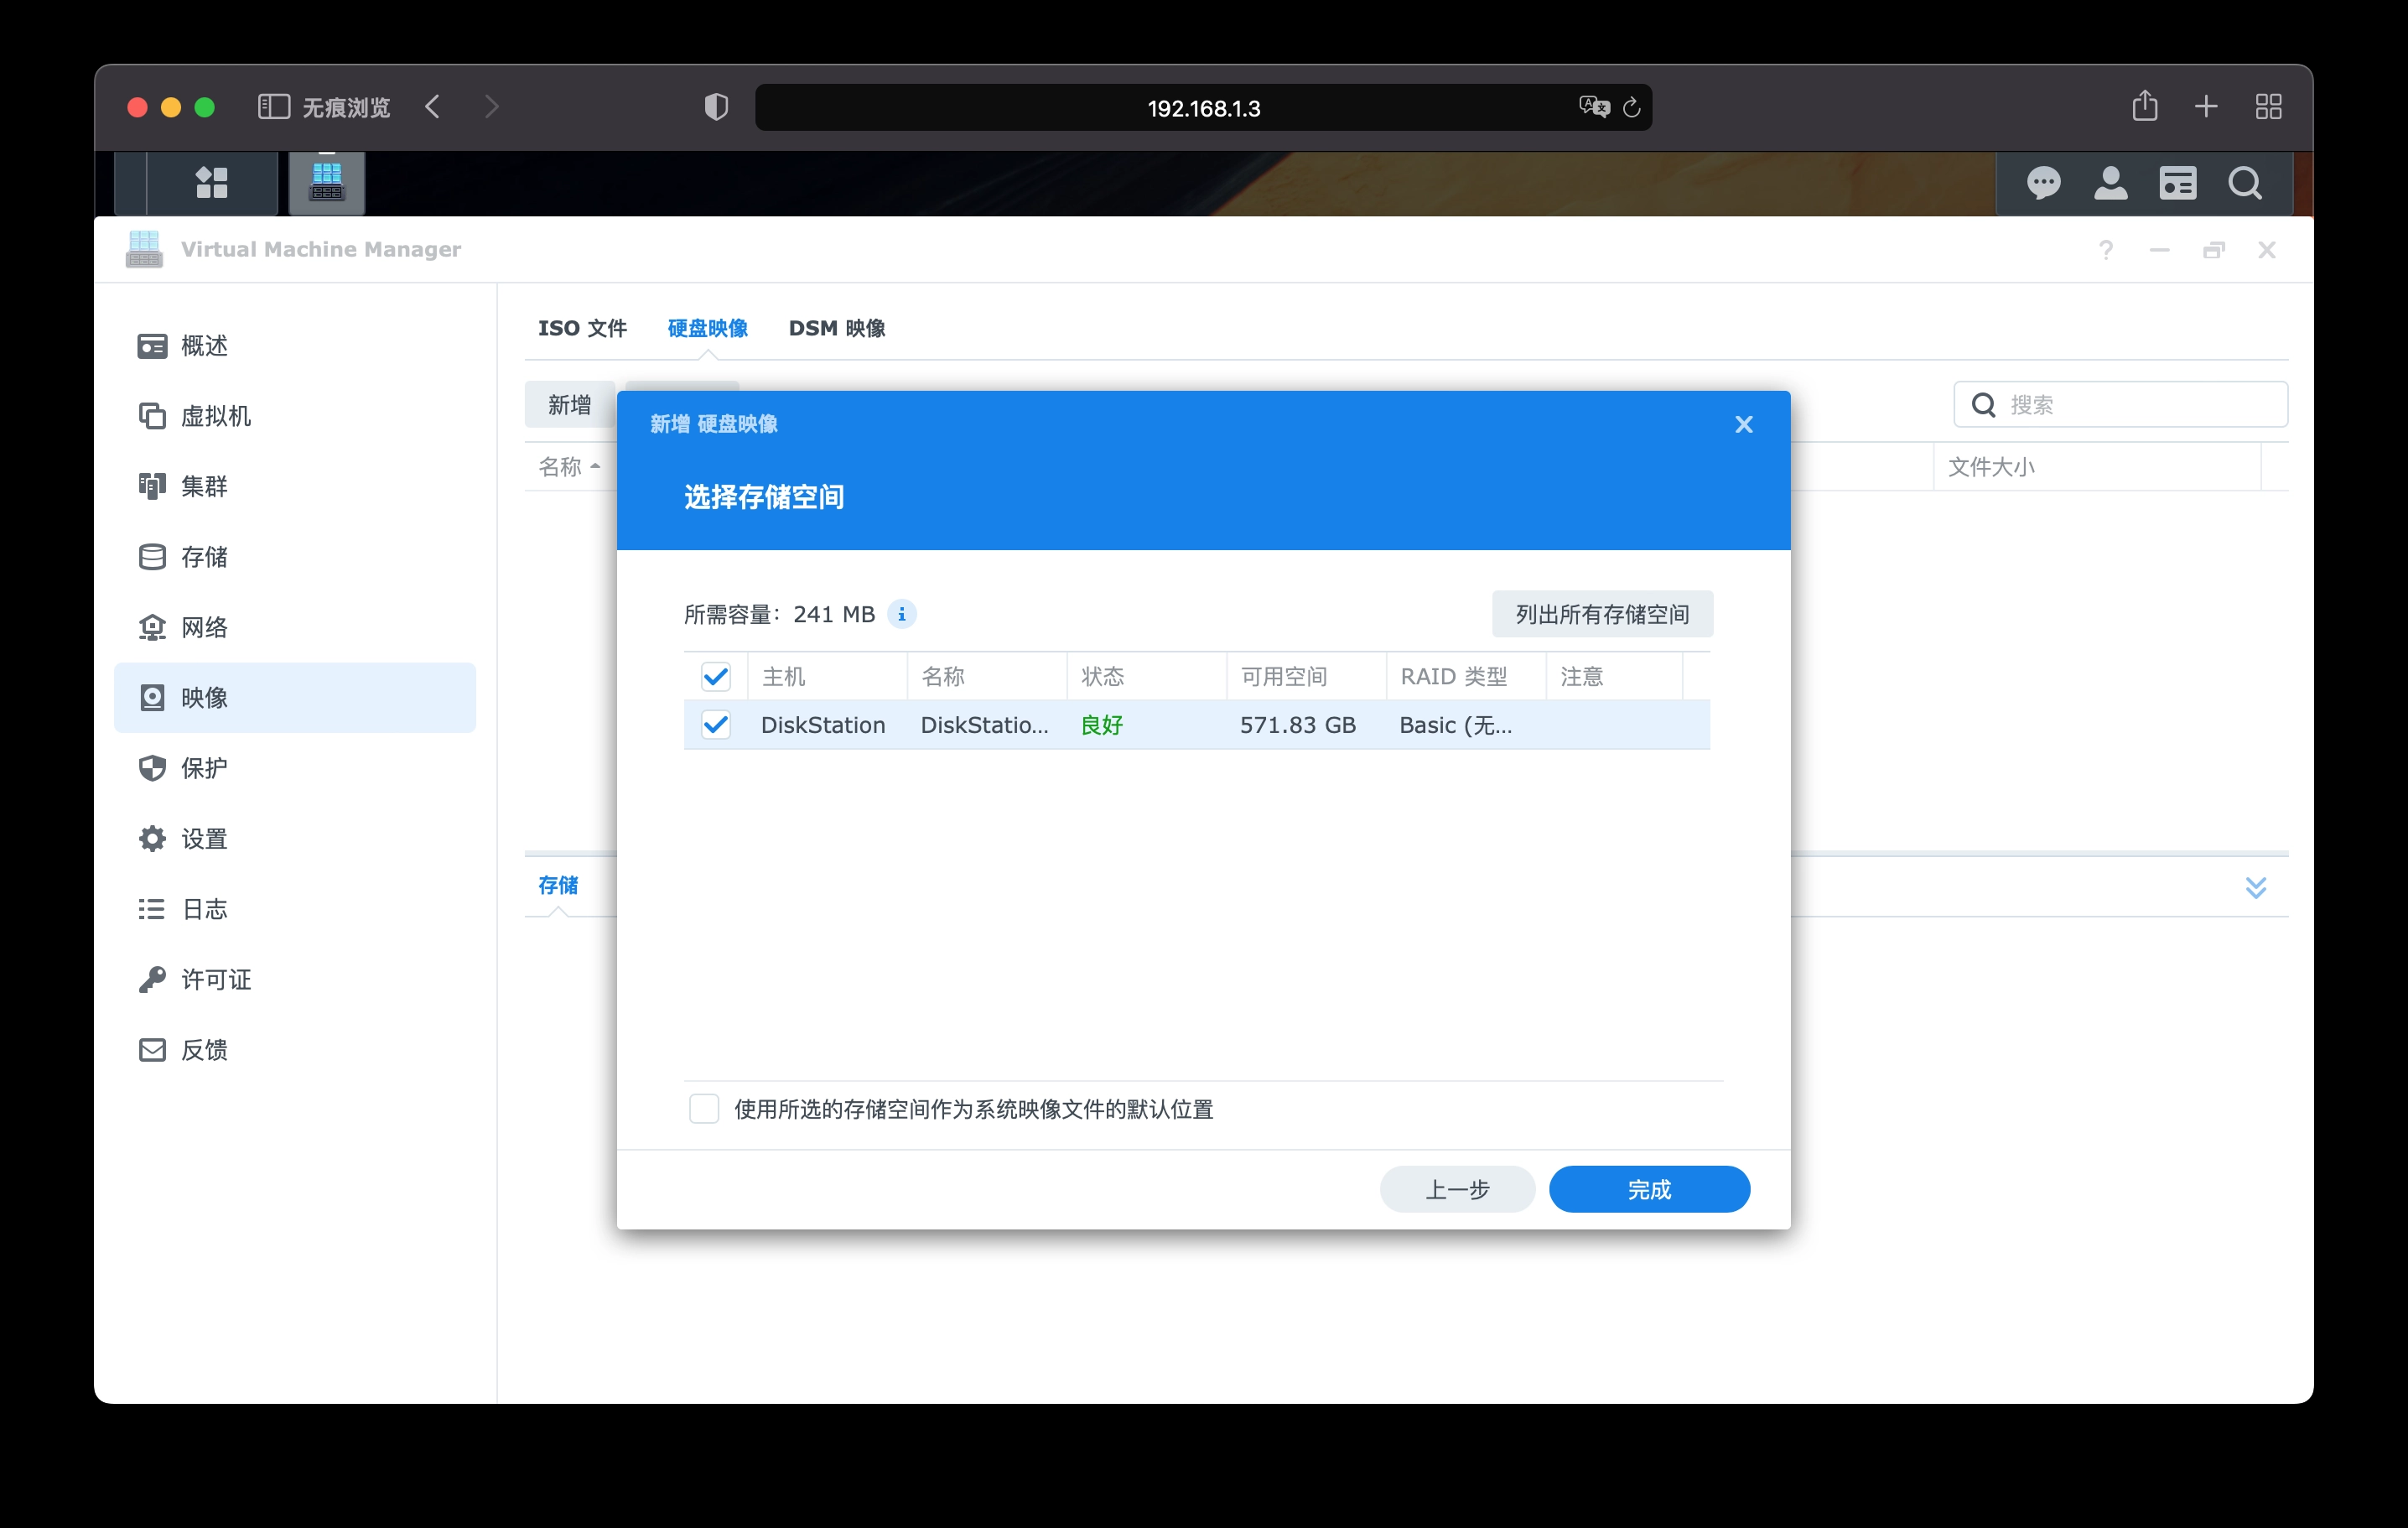 无痕浏览
192.168.1.3
Virtual Machine Manager
概述
虚拟机
集群
存储
网络
映像
保护
设置
日志
许可证
反馈
ISO 文件 硬盘映像 DSM 映像
新增
搜索
名称
文件大小
存储
新增 硬盘映像
选择存储空间
所需容量: 241 MB
列出所有存储空间
主机 名称 状态 可用空间 RAID 类型 注意
DiskStation DiskStatio... 良好 571.83 GB Basic (无...
使用所选的存储空间作为系统映像文件的默认位置
上一步 完成